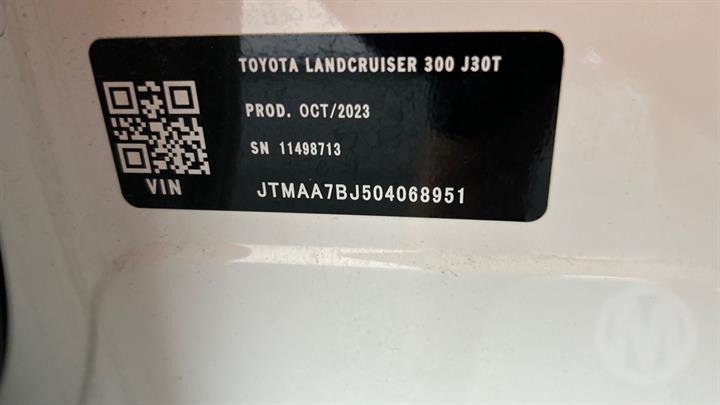 TOYOTA LANDCRUISER 300 J30T
PROD. OCT/2023
SN 11498713
VIN
JTMAA7BJ504068951
M